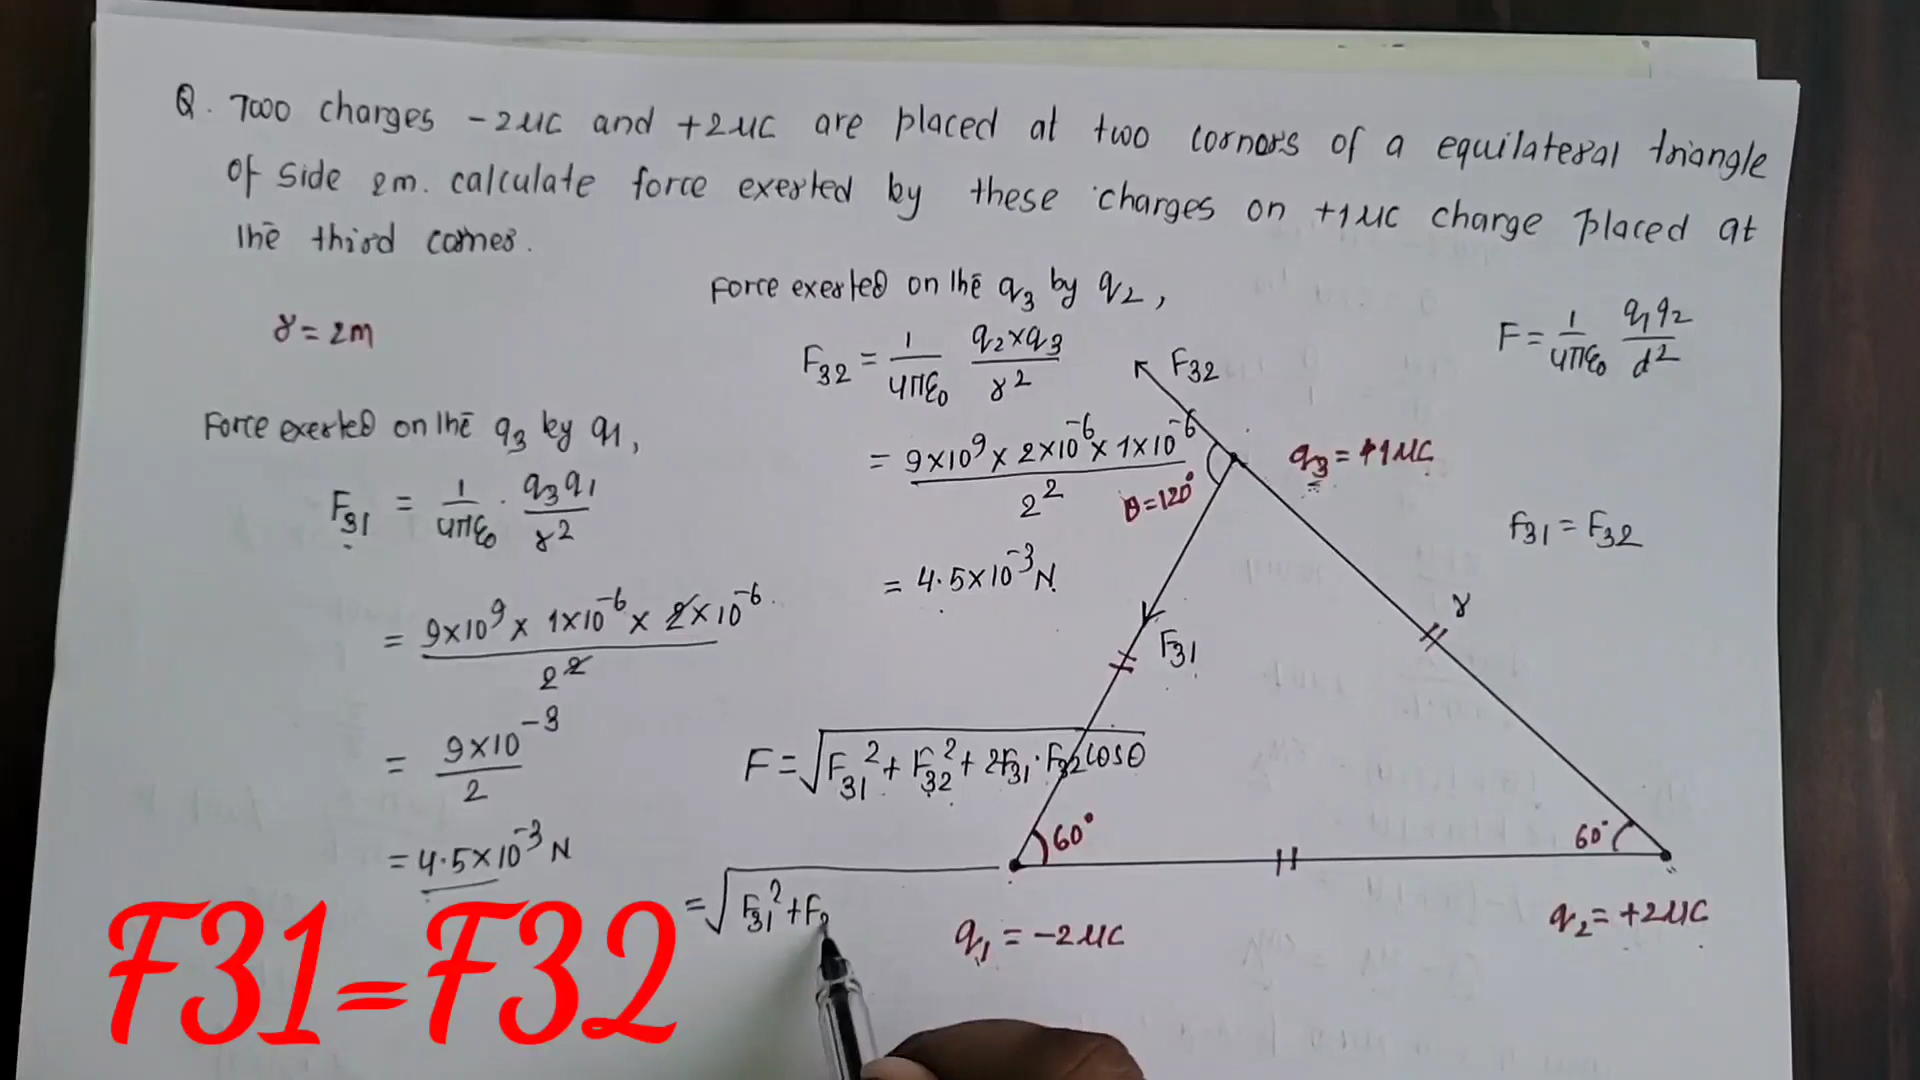 Q. Two charges -2μC and +2μC are placed at two corners of a equilateral triangle
of side 2m. calculate force exerted by these charges on +1μC charge placed at
the third corner.
r = 2m
Force exerted on the q₃ by q₁,
F₃₁ = 1/4πε₀ · q₃q₁/r²
= 9×10⁹ × 1×10⁻⁶ × 2×10⁻⁶ / 2²
= 9×10⁻³ / 2
= 4.5×10⁻³ N
Force exerted on the q₃ by q₂,
F₃₂ = 1/4πε₀ q₂×q₃/r²
= 9×10⁹ × 2×10⁻⁶ × 1×10⁻⁶ / 2²
= 4.5×10⁻³ N
F = √F₃₁² + F₃₂² + 2F₃₁·F₃₂cosθ
= √F₃₁² + F₃
F = 1/4πε₀ q₁q₂/d²
F₃₂
q₃ = +1μC
θ=120°
F₃₁ = F₃₂
r
F₃₁
60°
60°
q₁ = -2μC
q₂ = +2μC
F31=F32